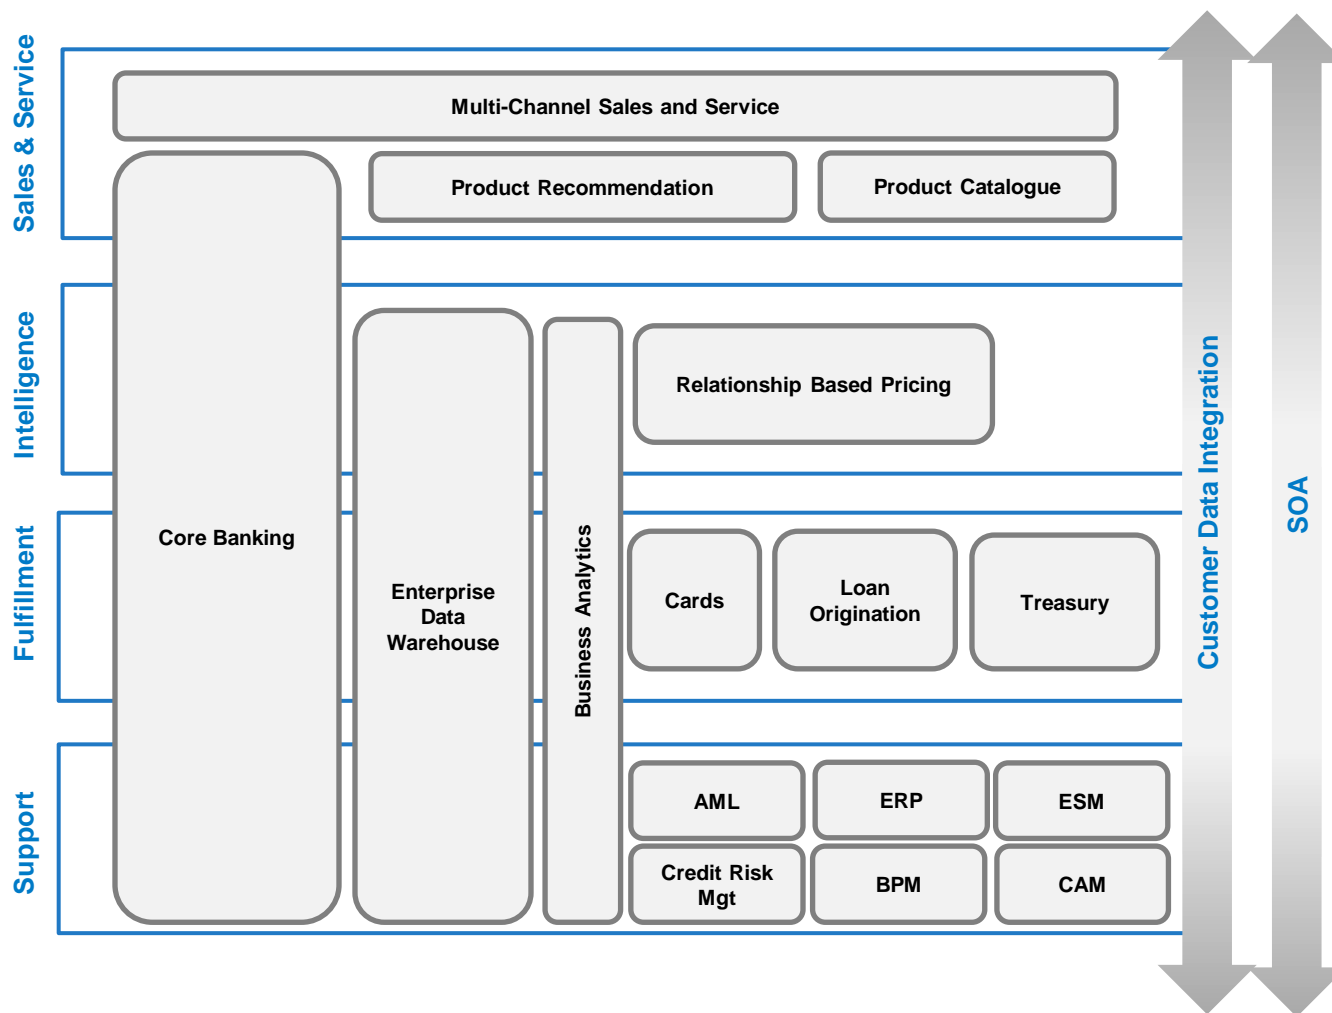 Sales & Service
Multi-Channel Sales and Service
Product Recommendation
Product Catalogue
Intelligence
Relationship Based Pricing
Core Banking
Enterprise
Data
Warehouse
Business Analytics
Fulfillment
Cards
Loan
Origination
Treasury
Support
AML
ERP
ESM
Credit Risk
Mgt
BPM
CAM
Customer Data Integration
SOA